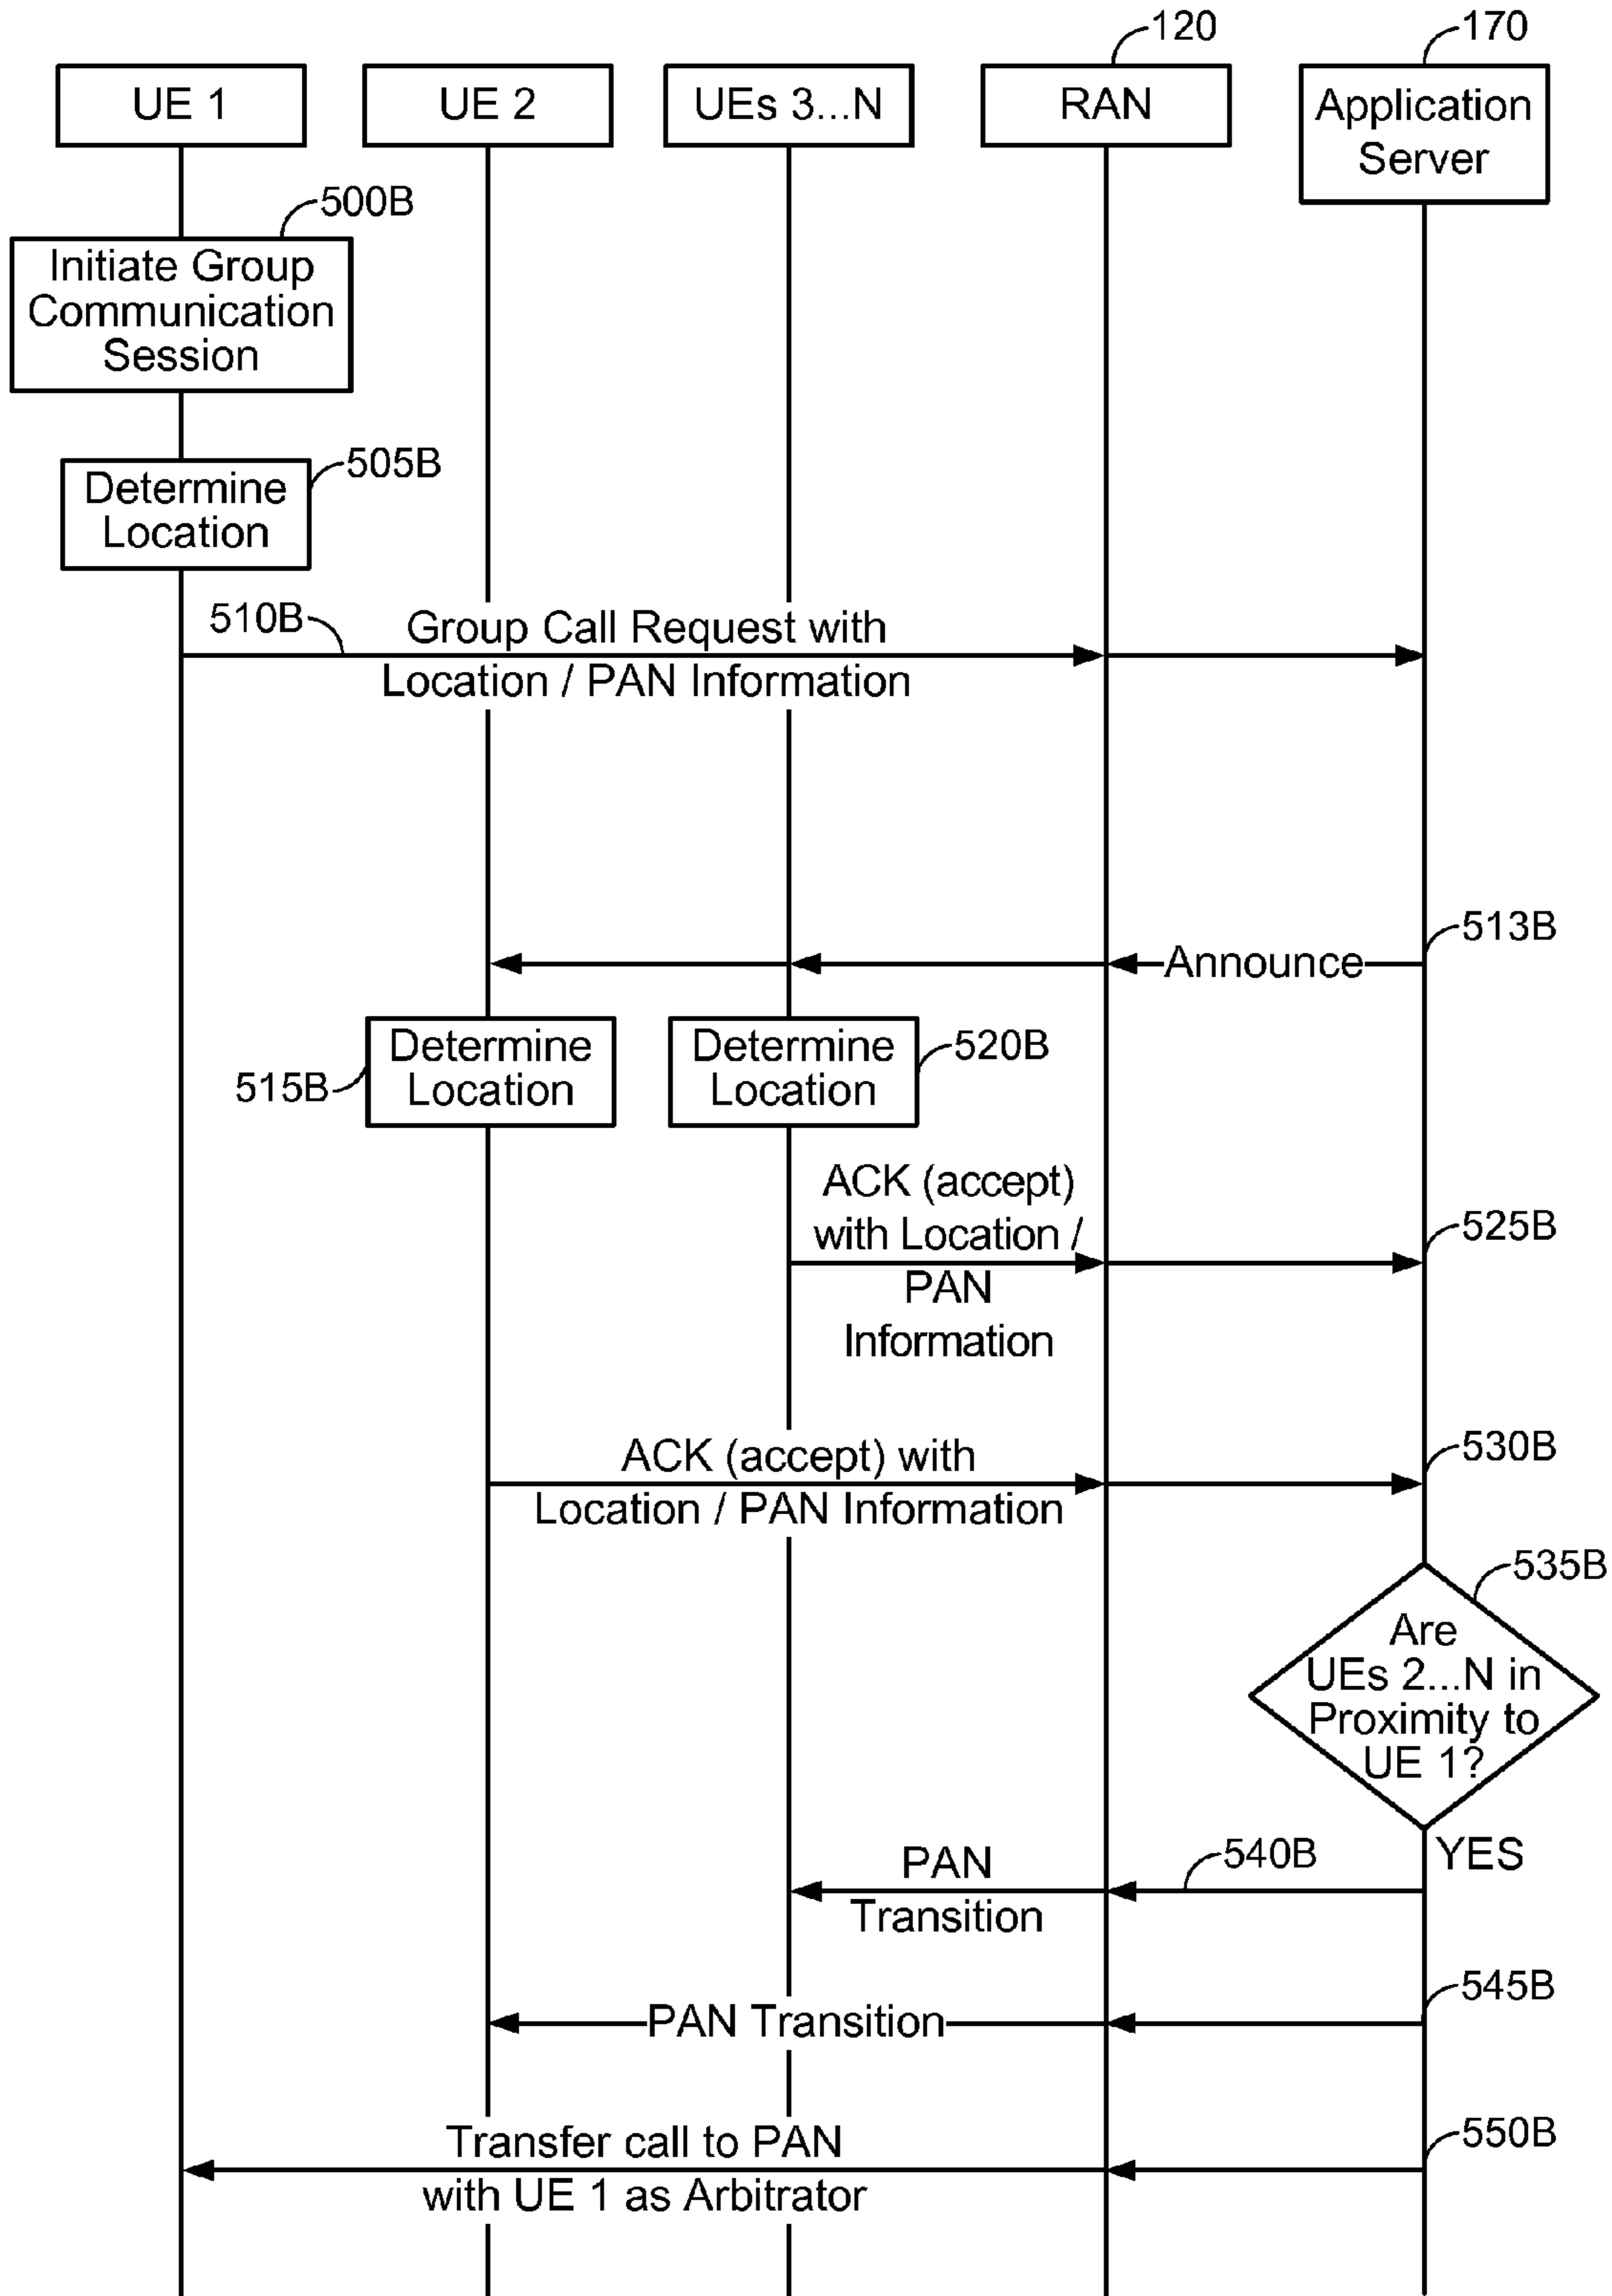 120
170
UE 1
UE 2
UEs 3...N
RAN
Application
Server
500B
Initiate Group
Communication
Session
505B
Determine
Location
510B
Group Call Request with
Location / PAN Information
513B
Announce
Determine
Location
515B
Determine
Location
520B
ACK (accept)
with Location /
PAN
Information
525B
ACK (accept) with
Location / PAN Information
530B
535B
Are
UEs 2...N in
Proximity to
UE 1?
YES
540B
PAN
Transition
545B
PAN Transition
550B
Transfer call to PAN
with UE 1 as Arbitrator